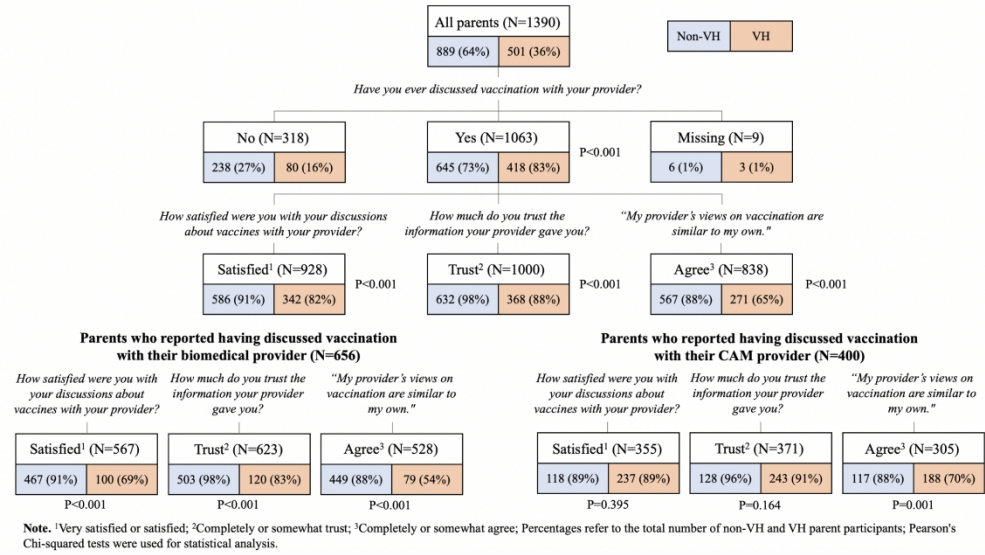 All parents (N=1390)
889 (64%) 501 (36%)
Non-VH VH
Have you ever discussed vaccination with your provider?
No (N=318)
238 (27%) 80 (16%)
Yes (N=1063)
645 (73%) 418 (83%)
P<0.001
Missing (N=9)
6 (1%) 3 (1%)
How satisfied were you with your discussions
about vaccines with your provider?
Satisfied¹ (N=928)
586 (91%) 342 (82%)
P<0.001
How much do you trust the
information your provider gave you?
Trust² (N=1000)
632 (98%) 368 (88%)
P<0.001
“My provider’s views on vaccination are
similar to my own."
Agree³ (N=838)
567 (88%) 271 (65%)
P<0.001
Parents who reported having discussed vaccination
with their biomedical provider (N=656)
How satisfied were you with
your discussions about
vaccines with your provider?
Satisfied¹ (N=567)
467 (91%) 100 (69%)
P<0.001
How much do you trust the
information your provider
gave you?
Trust² (N=623)
503 (98%) 120 (83%)
P<0.001
"My provider’s views on
vaccination are similar to
my own."
Agree³ (N=528)
449 (88%) 79 (54%)
P<0.001
Parents who reported having discussed vaccination
with their CAM provider (N=400)
How satisfied were you with
your discussions about
vaccines with your provider?
Satisfied¹ (N=355)
118 (89%) 237 (89%)
P=0.395
How much do you trust the
information your provider
gave you?
Trust² (N=371)
128 (96%) 243 (91%)
P=0.164
"My provider’s views on
vaccination are similar to
my own."
Agree³ (N=305)
117 (88%) 188 (70%)
P=0.001
Note. ¹Very satisfied or satisfied; ²Completely or somewhat trust; ³Completely or somewhat agree; Percentages refer to the total number of non-VH and VH parent participants; Pearson's
Chi-squared tests were used for statistical analysis.